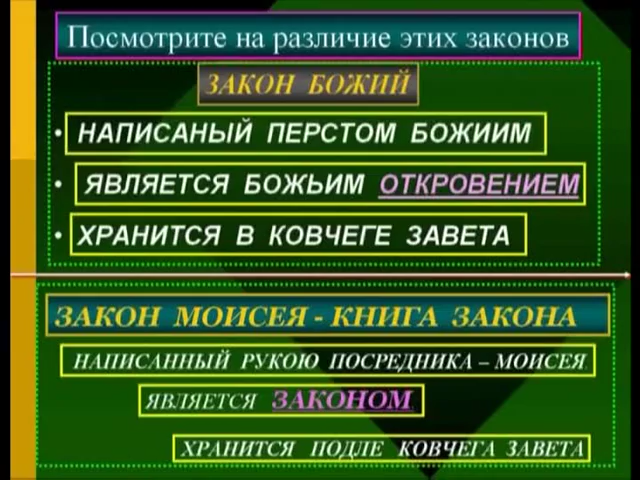 Посмотрите на различие этих законов
ЗАКОН БОЖИЙ
• НАПИСАНЫЙ ПЕРСТОМ БОЖИИМ
• ЯВЛЯЕТСЯ БОЖЬИМ ОТКРОВЕНИЕМ
• ХРАНИТСЯ В КОВЧЕГЕ ЗАВЕТА
ЗАКОН МОИСЕЯ - КНИГА ЗАКОНА
НАПИСАННЫЙ РУКОЮ ПОСРЕДНИКА – МОИСЕЯ.
ЯВЛЯЕТСЯ ЗАКОНОМ.
ХРАНИТСЯ ПОДЛЕ КОВЧЕГА ЗАВЕТА